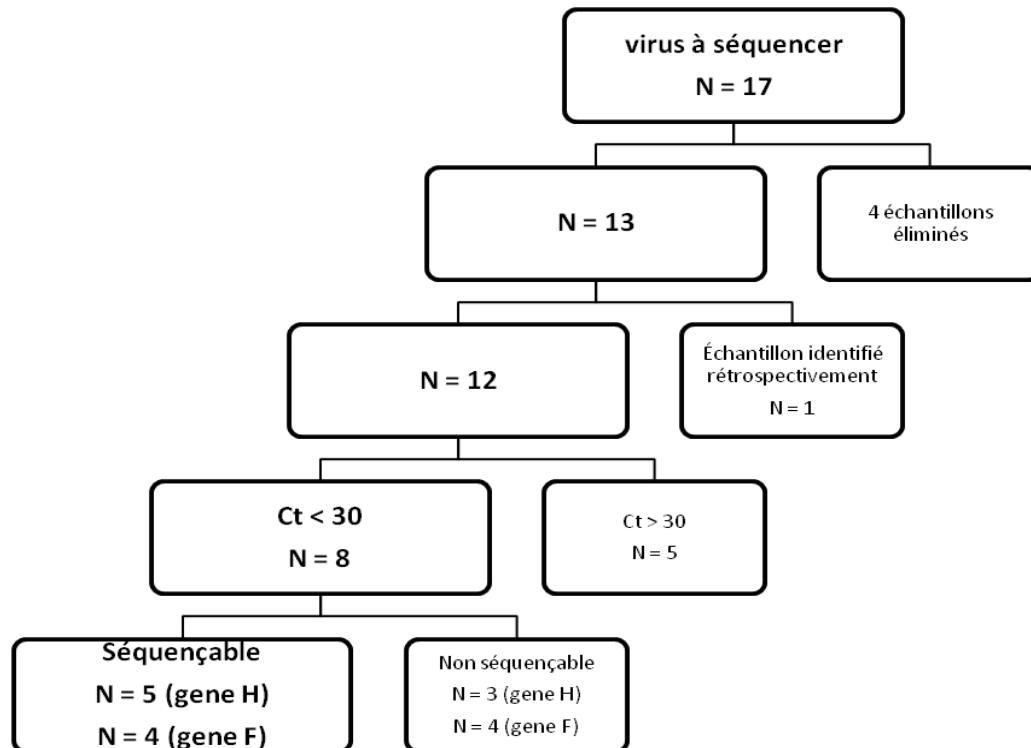 virus à séquencer
N = 17
N = 13
4 échantillons
éliminés
N = 12
Échantillon identifié
rétrospectivement
N = 1
Ct < 30
N = 8
Ct > 30
N = 5
Séquençable
N = 5 (gene H)
N = 4 (gene F)
Non séquençable
N = 3 (gene H)
N = 4 (gene F)